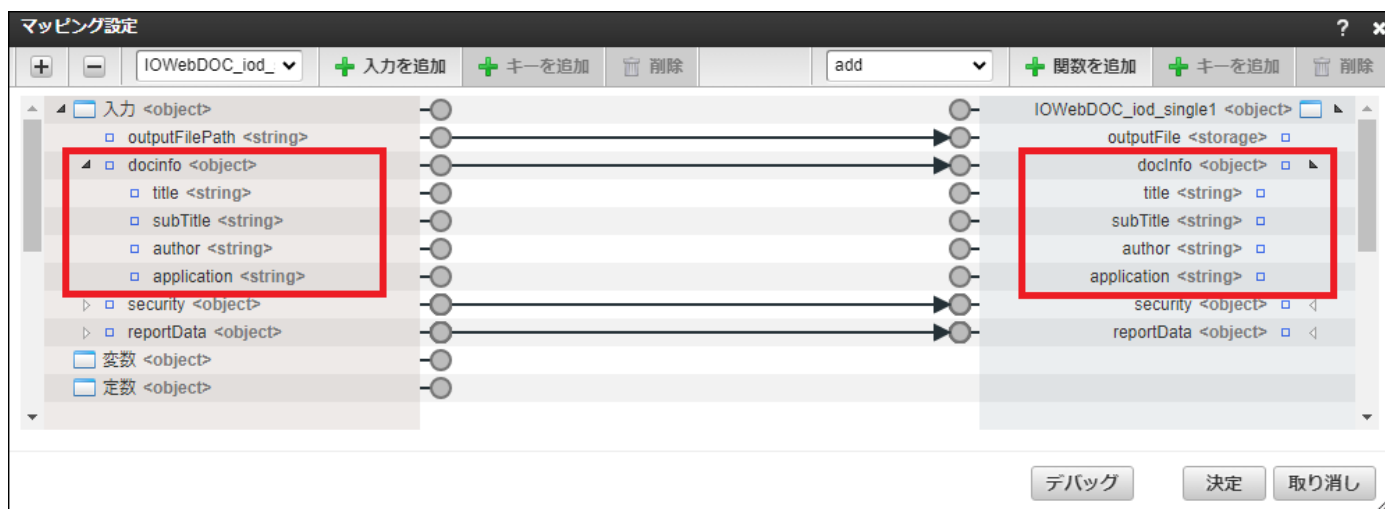 マッピング設定 ? ×
IOWebDOC_iod_ 入力を追加 キーを追加 削除 add 関数を追加 キーを追加 削除
入力 <object> IOWebDOC_iod_single1 <object>
outputFilePath <string> outputFile <storage>
docinfo <object> docInfo <object>
title <string> title <string>
subTitle <string> subTitle <string>
author <string> author <string>
application <string> application <string>
security <object> security <object>
reportData <object> reportData <object>
変数 <object>
定数 <object>
デバッグ 決定 取り消し